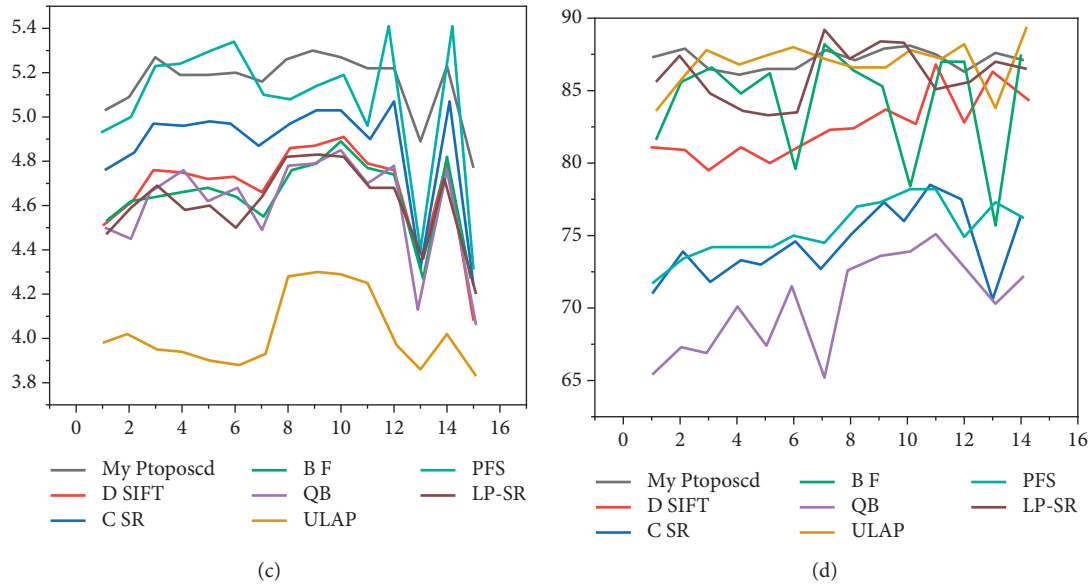 5.4
5.2
5.0
4.8
4.6
4.4
4.2
4.0
3.8
0 2 4 6 8 10 12 14 16
My Ptoposcd B F PFS
D SIFT QB LP-SR
C SR ULAP
(c)
90
85
80
75
70
65
0 2 4 6 8 10 12 14 16
My Ptoposcd B F PFS
D SIFT QB LP-SR
C SR ULAP
(d)